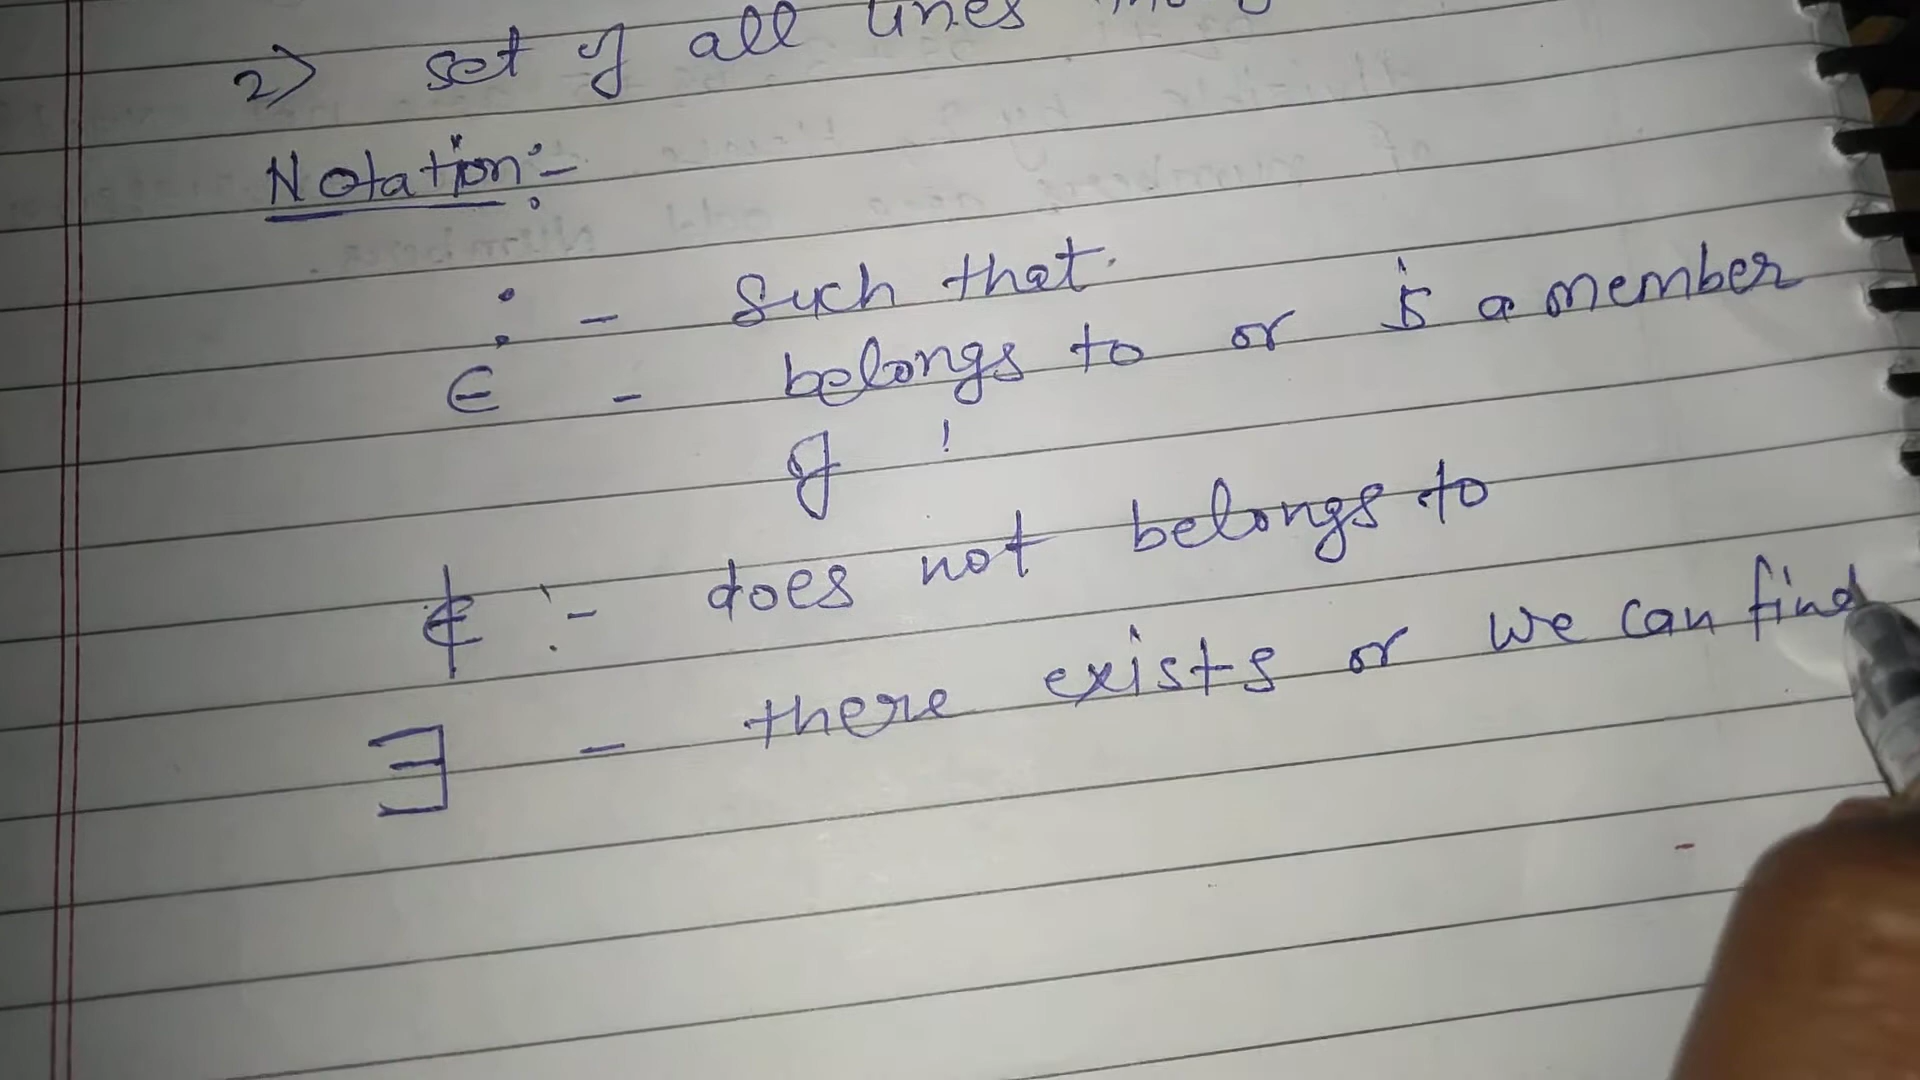 2) set of all lines
Notation:-
: - Such that.
∈ - belongs to or is a member
of
∉ :- does not belongs to
∃ - there exists or we can find